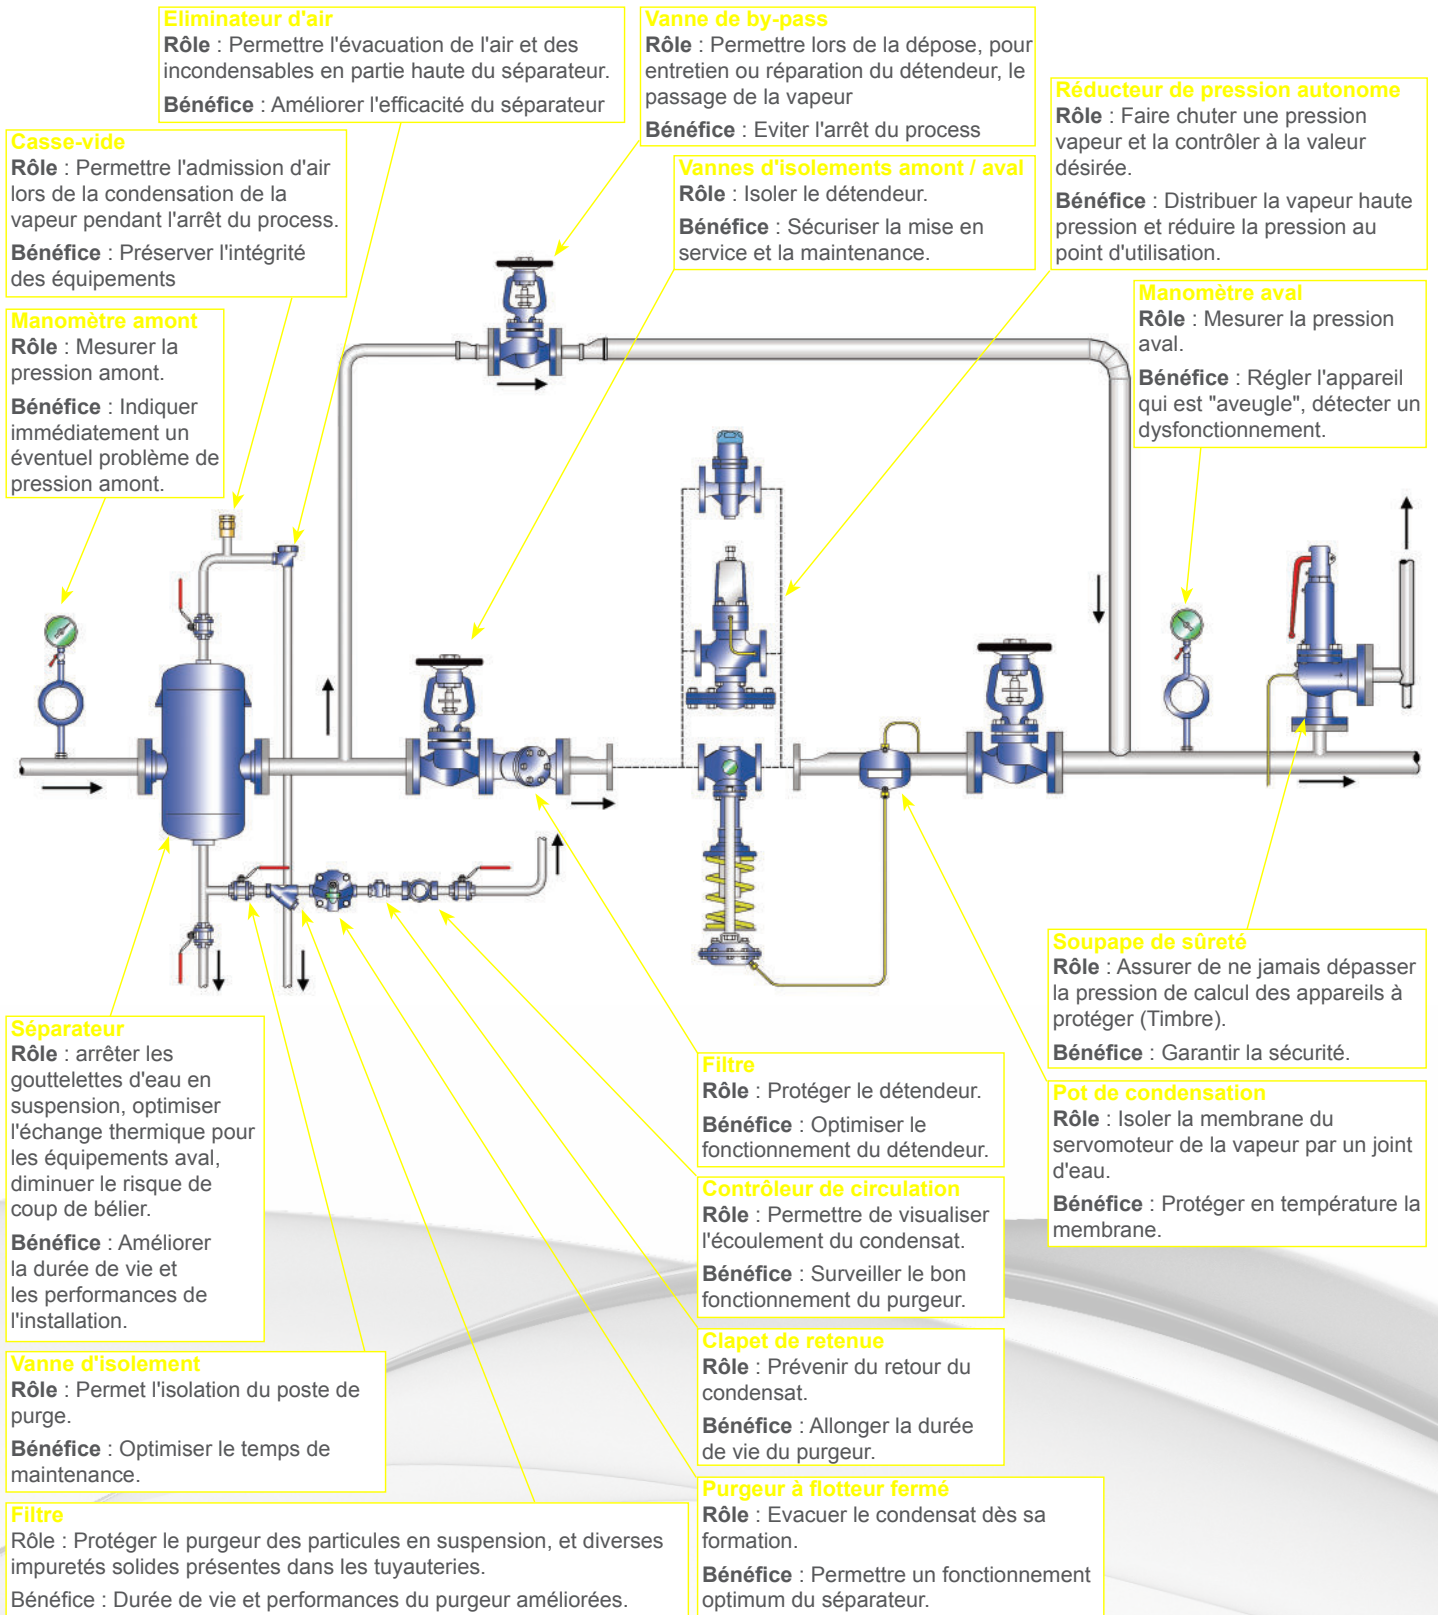 Eliminateur d'air
Rôle : Permettre l'évacuation de l'air et des
incondensables en partie haute du séparateur.
Bénéfice : Améliorer l'efficacité du séparateur
Vanne de by-pass
Rôle : Permettre lors de la dépose, pour
entretien ou réparation du détendeur, le
passage de la vapeur
Bénéfice : Eviter l'arrêt du process
Réducteur de pression autonome
Rôle : Faire chuter une pression
vapeur et la contrôler à la valeur
désirée.
Bénéfice : Distribuer la vapeur haute
pression et réduire la pression au
point d'utilisation.
Casse-vide
Rôle : Permettre l'admission d'air
lors de la condensation de la
vapeur pendant l'arrêt du process.
Bénéfice : Préserver l'intégrité
des équipements
Vannes d'isolements amont / aval
Rôle : Isoler le détendeur.
Bénéfice : Sécuriser la mise en
service et la maintenance.
Manomètre amont
Rôle : Mesurer la
pression amont.
Bénéfice : Indiquer
immédiatement un
éventuel problème de
pression amont.
Manomètre aval
Rôle : Mesurer la pression
aval.
Bénéfice : Régler l'appareil
qui est "aveugle", détecter un
dysfonctionnement.
Séparateur
Rôle : arrêter les
gouttelettes d'eau en
suspension, optimiser
l'échange thermique pour
les équipements aval,
diminuer le risque de
coup de bélier.
Bénéfice : Améliorer
la durée de vie et
les performances de
l'installation.
Soupape de sûreté
Rôle : Assurer de ne jamais dépasser
la pression de calcul des appareils à
protéger (Timbre).
Bénéfice : Garantir la sécurité.
Filtre
Rôle : Protéger le détendeur.
Bénéfice : Optimiser le
fonctionnement du détendeur.
Pot de condensation
Rôle : Isoler la membrane du
servomoteur de la vapeur par un joint
d'eau.
Bénéfice : Protéger en température la
membrane.
Contrôleur de circulation
Rôle : Permettre de visualiser
l'écoulement du condensat.
Bénéfice : Surveiller le bon
fonctionnement du purgeur.
Clapet de retenue
Rôle : Prévenir du retour du
condensat.
Bénéfice : Allonger la durée
de vie du purgeur.
Vanne d'isolement
Rôle : Permet l'isolation du poste de
purge.
Bénéfice : Optimiser le temps de
maintenance.
Purgeur à flotteur fermé
Rôle : Evacuer le condensat dès sa
formation.
Bénéfice : Permettre un fonctionnement
optimum du séparateur.
Filtre
Rôle : Protéger le purgeur des particules en suspension, et diverses
impuretés solides présentes dans les tuyauteries.
Bénéfice : Durée de vie et performances du purgeur améliorées.